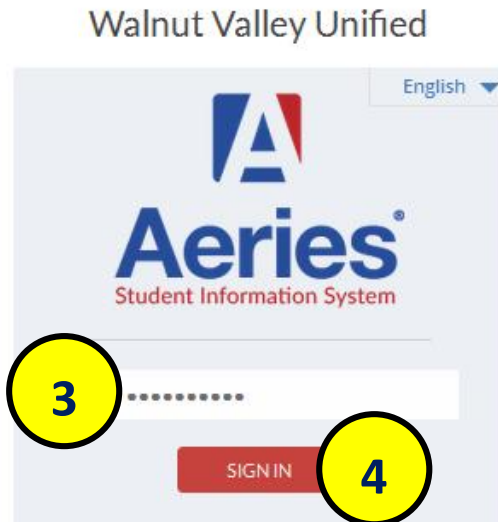 Walnut Valley Unified
English
A
Aeries®
Student Information System
3
••••••••••
SIGN IN
4